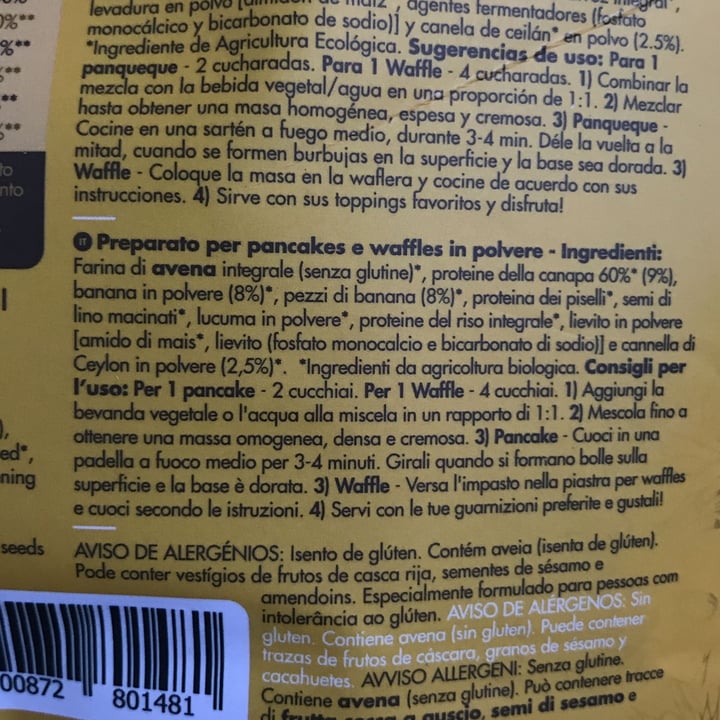 levadura en polvo [almidón de maíz*, agentes fermentadores (fosfato
0%** monocálcico y bicarbonato de sodio)] y canela de ceilán* en polvo (2.5%).
%** *Ingrediente de Agricultura Ecológica. Sugerencias de uso: Para 1
panqueque - 2 cucharadas. Para 1 Waffle - 4 cucharadas. 1) Combinar la
mezcla con la bebida vegetal/agua en una proporción de 1:1. 2) Mezclar
hasta obtener una masa homogénea, espesa y cremosa. 3) Panqueque -
Cocine en una sartén a fuego medio, durante 3-4 min. Déle la vuelta a la
mitad, cuando se formen burbujas en la superficie y la base sea dorada. 3)
Waffle - Coloque la masa en la waflera y cocine de acuerdo con sus
instrucciones. 4) Sirve con sus toppings favoritos y disfruta!
IT Preparato per pancakes e waffles in polvere - Ingredienti:
Farina di avena integrale (senza glutine)*, proteine della canapa 60%* (9%),
banana in polvere (8%)*, pezzi di banana (8%)*, proteina dei piselli*, semi di
lino macinati*, lucuma in polvere*, proteine del riso integrale*, lievito in polvere
[amido di mais*, lievito (fosfato monocalcio e bicarbonato di sodio)] e cannella di
Ceylon in polvere (2,5%)*. *Ingredienti da agricoltura biologica. Consigli per
l'uso: Per 1 pancake - 2 cucchiai. Per 1 Waffle - 4 cucchiai. 1) Aggiungi la
bevanda vegetale o l'acqua alla miscela in un rapporto di 1:1. 2) Mescola fino a
ottenere una massa omogenea, densa e cremosa. 3) Pancake - Cuoci in una
padella a fuoco medio per 3-4 minuti. Girali quando si formano bolle sulla
superficie e la base è dorata. 3) Waffle - Versa l'impasto nella piastra per waffles
e cuoci secondo le istruzioni. 4) Servi con le tue guarnizioni preferite e gustali!
ed*,
ning
seeds
AVISO DE ALERGÉNIOS: Isento de glúten. Contém aveia (isenta de glúten).
Pode conter vestígios de frutos de casca rija, sementes de sésamo e
amendoins. Especialmente formulado para pessoas com
intolerância ao glúten. AVISO DE ALÉRGENOS: Sin
gluten. Contiene avena (sin gluten). Puede contener
trazas de frutos de cáscara, granos de sésamo y
cacahuetes. AVVISO ALLERGENI: Senza glutine.
Contiene avena (senza glutine). Può contenere tracce
di frutta a guscio, semi di sesamo e
00872 801481